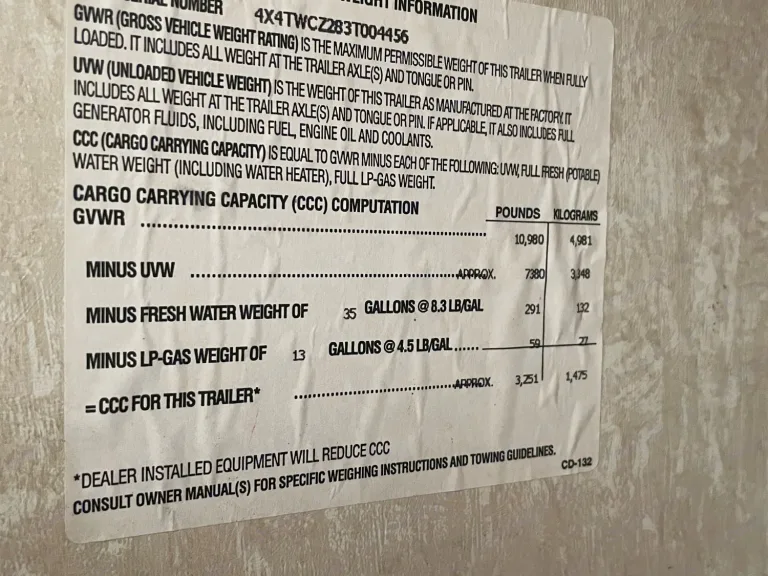 SERIAL NUMBER 4X4TWCZ283T004456 INFORMATION
GVWR (GROSS VEHICLE WEIGHT RATING) IS THE MAXIMUM PERMISSIBLE WEIGHT OF THIS TRAILER WHEN FULLY
LOADED. IT INCLUDES ALL WEIGHT AT THE TRAILER AXLE(S) AND TONGUE OR PIN.
UVW (UNLOADED VEHICLE WEIGHT) IS THE WEIGHT OF THIS TRAILER AS MANUFACTURED AT THE FACTORY. IT
INCLUDES ALL WEIGHT AT THE TRAILER AXLE(S) AND TONGUE OR PIN. IF APPLICABLE, IT ALSO INCLUDES FULL
GENERATOR FLUIDS, INCLUDING FUEL, ENGINE OIL AND COOLANTS.
CCC (CARGO CARRYING CAPACITY) IS EQUAL TO GVWR MINUS EACH OF THE FOLLOWING: UVW, FULL FRESH (POTABLE)
WATER WEIGHT (INCLUDING WATER HEATER), FULL LP-GAS WEIGHT.
CARGO CARRYING CAPACITY (CCC) COMPUTATION POUNDS KILOGRAMS
GVWR ........................ 10,980 4,981
MINUS UVW ........................ APPROX. 7380 3,348
MINUS FRESH WATER WEIGHT OF 35 GALLONS @ 8.3 LB/GAL 291 132
MINUS LP-GAS WEIGHT OF 13 GALLONS @ 4.5 LB/GAL...... 59 27
= CCC FOR THIS TRAILER* ........................ APPROX. 3,251 1,475
*DEALER INSTALLED EQUIPMENT WILL REDUCE CCC
CONSULT OWNER MANUAL(S) FOR SPECIFIC WEIGHING INSTRUCTIONS AND TOWING GUIDELINES. CD-132